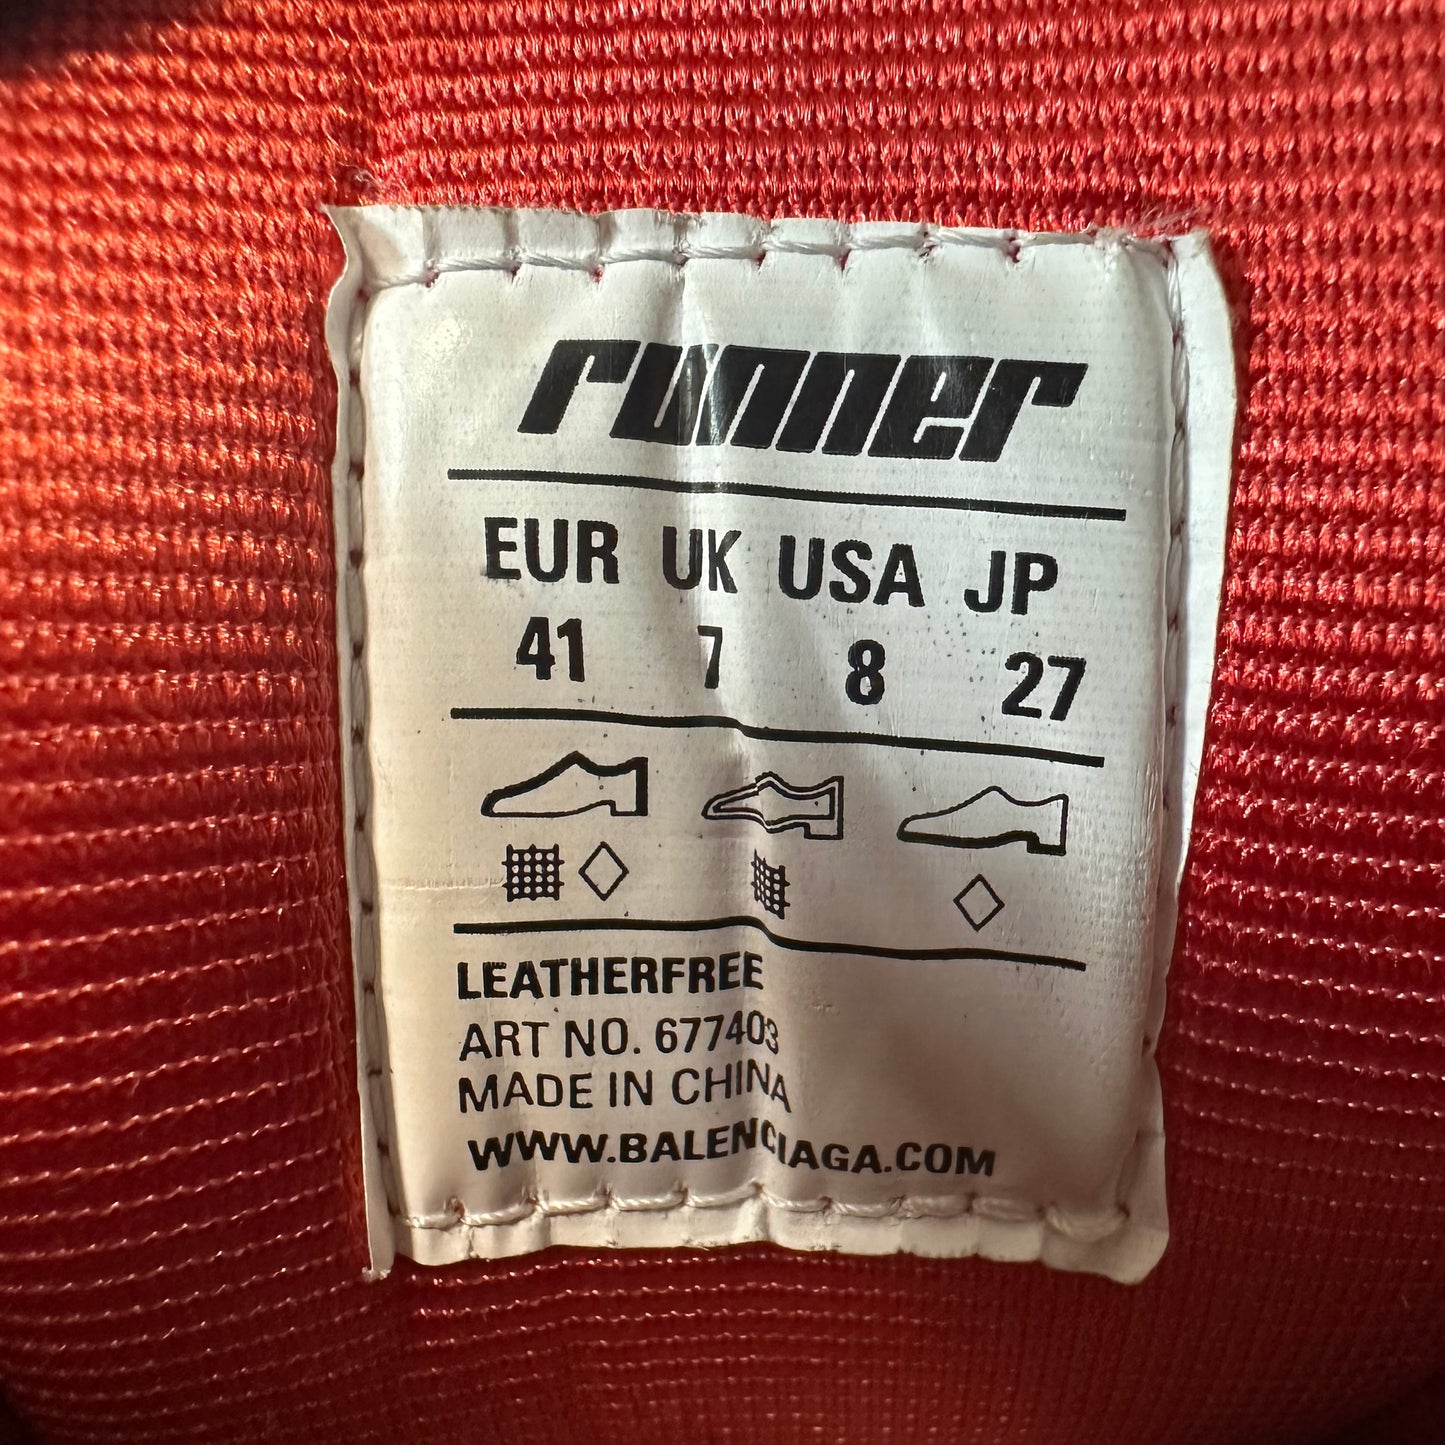 runner
EUR UK USA JP
41 7 8 27
LEATHERFREE
ART NO. 677403
MADE IN CHINA
WWW.BALENCIAGA.COM